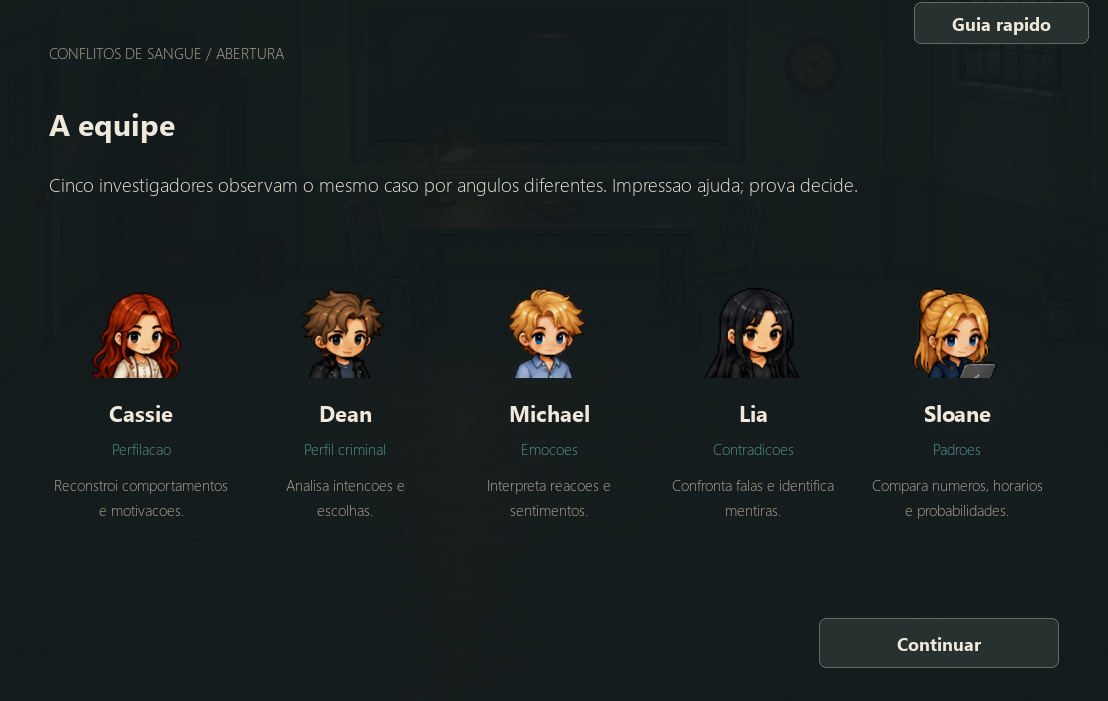 Guia rapido
CONFLITOS DE SANGUE / ABERTURA
A equipe
Cinco investigadores observam o mesmo caso por angulos diferentes. Impressao ajuda; prova decide.
Cassie
Perfilacao
Reconstroi comportamentos
e motivacoes.
Dean
Perfil criminal
Analisa intencoes e
escolhas.
Michael
Emocoes
Interpreta reacoes e
sentimentos.
Lia
Contradicoes
Confronta falas e identifica
mentiras.
Sloane
Padroes
Compara numeros, horarios
e probabilidades.
Continuar